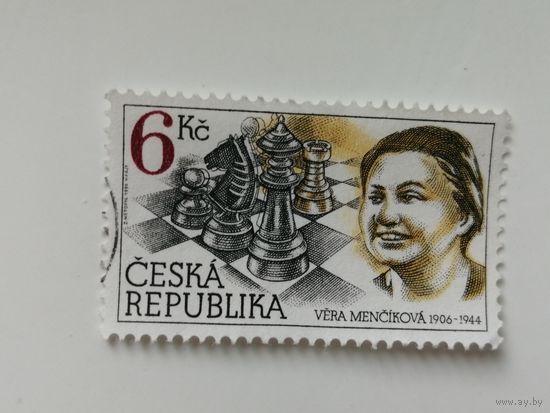 6 Kč
ČESKÁ
REPUBLIKA
VĚRA MENČÍKOVÁ 1906-1944
www.ay.by